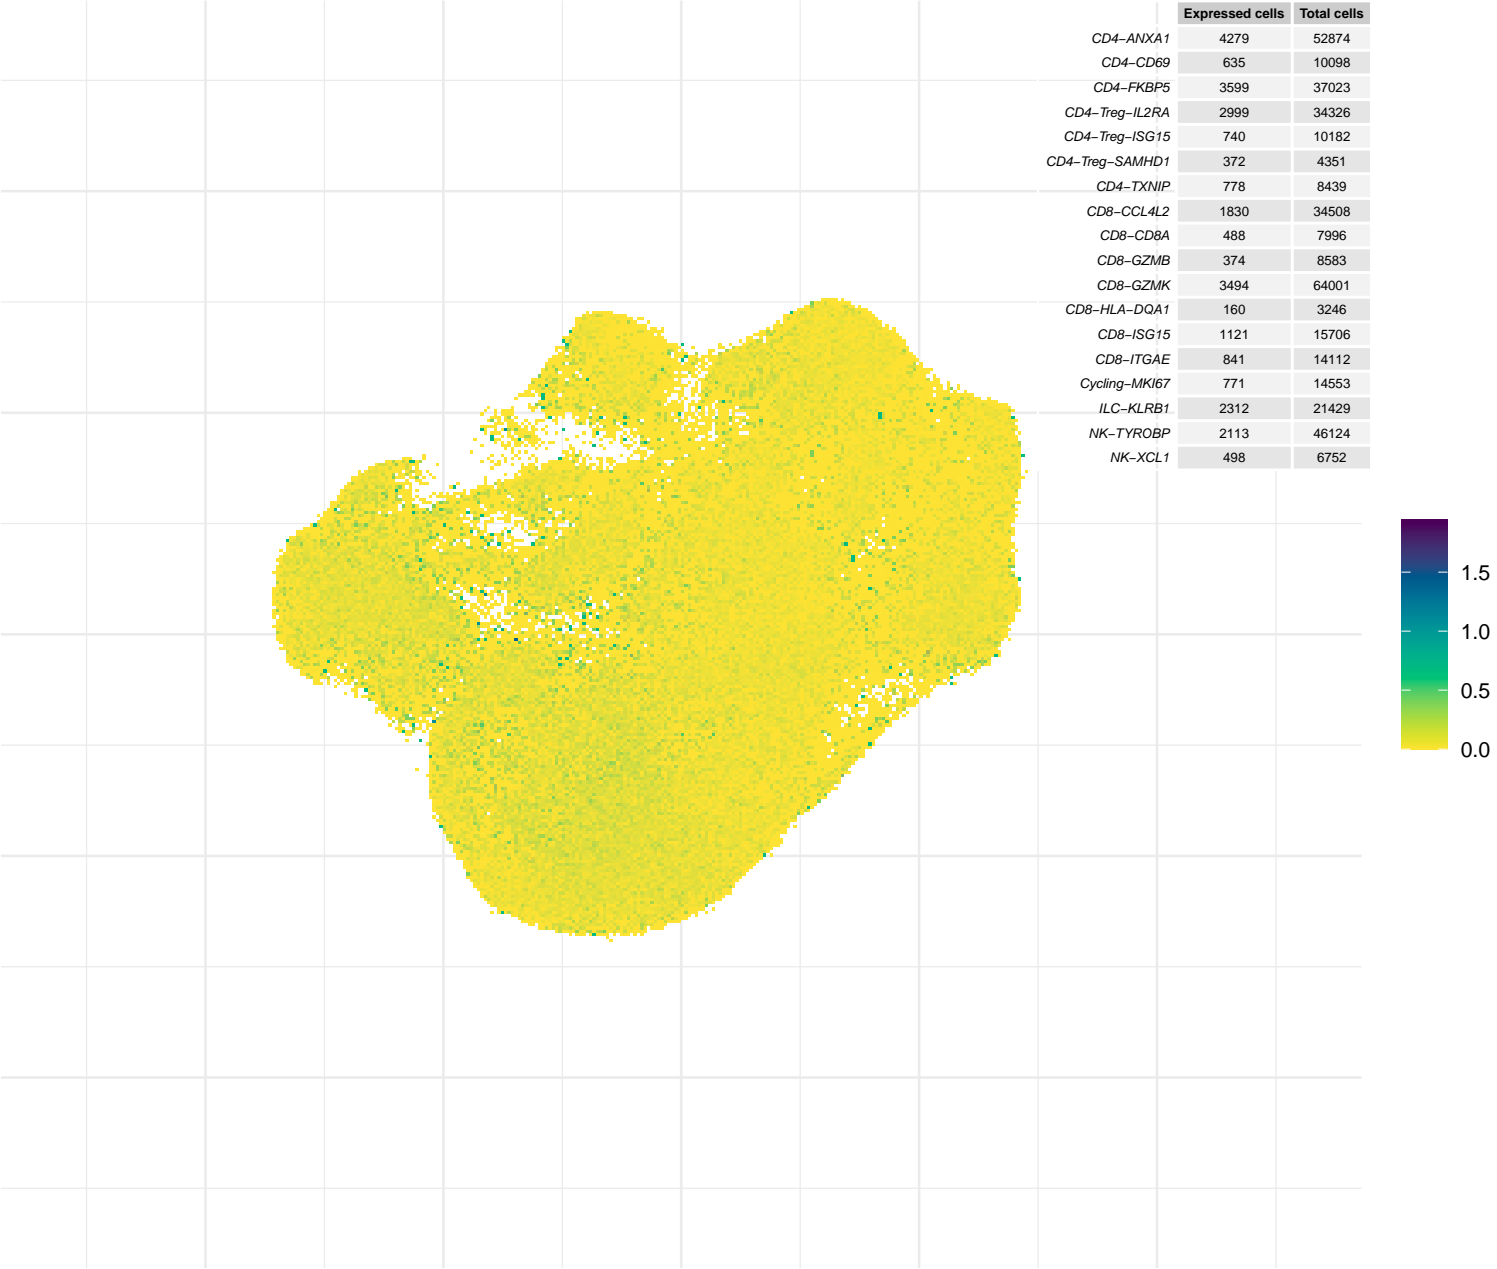 Expressed cells Total cells
CD4−ANXA1 4279 52874
CD4−CD69 635 10098
CD4−FKBP5 3599 37023
CD4−Treg−IL2RA 2999 34326
CD4−Treg−ISG15 740 10182
CD4−Treg−SAMHD1 372 4351
CD4−TXNIP 778 8439
CD8−CCL4L2 1830 34508
CD8−CD8A 488 7996
CD8−GZMB 374 8583
CD8−GZMK 3494 64001
CD8−HLA−DQA1 160 3246
CD8−ISG15 1121 15706
CD8−ITGAE 841 14112
Cycling−MKI67 771 14553
ILC−KLRB1 2312 21429
NK−TYROBP 2113 46124
NK−XCL1 498 6752
1.5
1.0
0.5
0.0